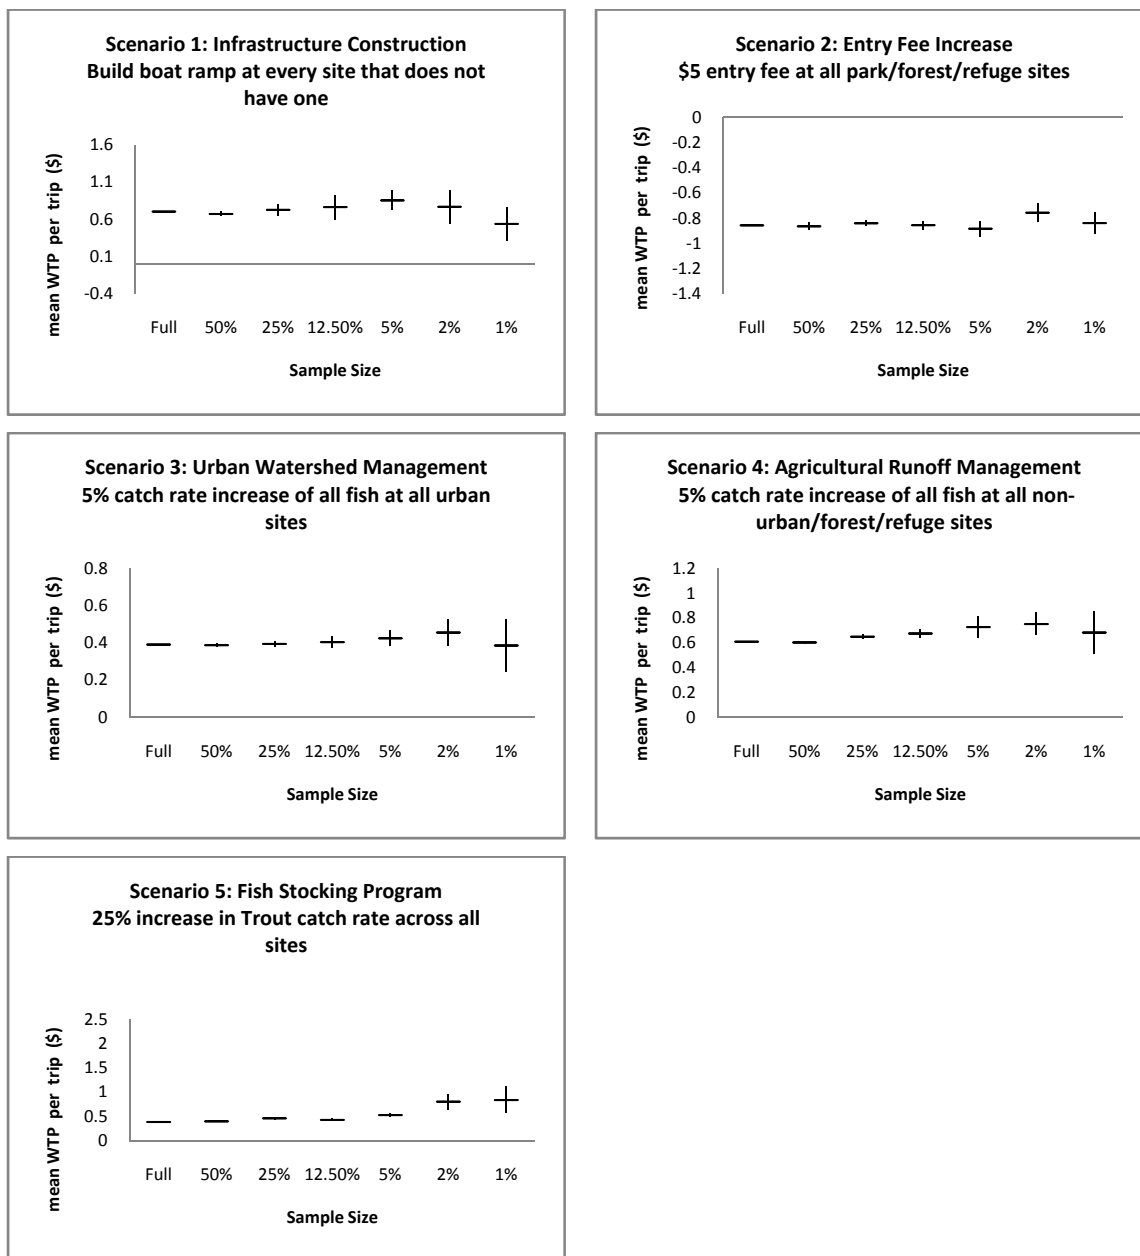 Scenario 1: Infrastructure Construction
Build boat ramp at every site that does not
have one
mean WTP per trip ($)
1.6
1.1
0.6
0.1
-0.4
Full 50% 25% 12.50% 5% 2% 1%
Sample Size
Scenario 2: Entry Fee Increase
$5 entry fee at all park/forest/refuge sites
mean WTP per trip ($)
0
-0.2
-0.4
-0.6
-0.8
-1
-1.2
-1.4
Full 50% 25% 12.50% 5% 2% 1%
Sample Size
Scenario 3: Urban Watershed Management
5% catch rate increase of all fish at all urban
sites
mean WTP per trip ($)
0.8
0.6
0.4
0.2
0
Full 50% 25% 12.50% 5% 2% 1%
Sample Size
Scenario 4: Agricultural Runoff Management
5% catch rate increase of all fish at all non-
urban/forest/refuge sites
mean WTP per trip ($)
1.2
1
0.8
0.6
0.4
0.2
0
Full 50% 25% 12.50% 5% 2% 1%
Sample Size
Scenario 5: Fish Stocking Program
25% increase in Trout catch rate across all
sites
mean WTP per trip ($)
2.5
2
1.5
1
0.5
0
Full 50% 25% 12.50% 5% 2% 1%
Sample Size